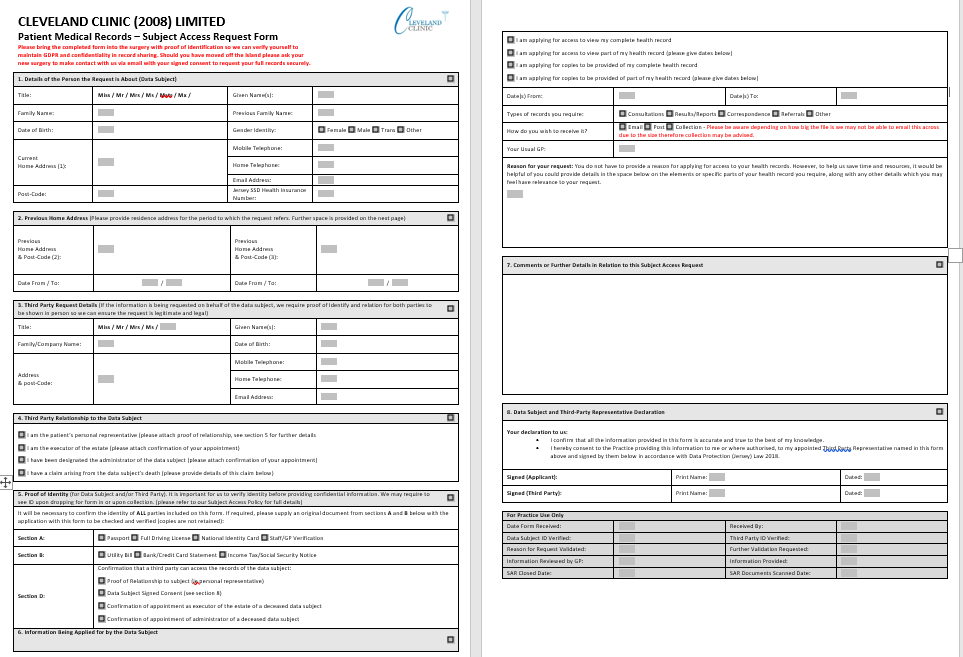 CLEVELAND CLINIC (2008) LIMITED
CLEVELAND
CLINIC
Patient Medical Records – Subject Access Request Form
Please bring the completed form into the surgery with proof of identification so we can verify yourself to
maintain GDPR and confidentiality in record sharing. Should you have moved off the Island please ask your
new surgery to make contact with us via email with your signed consent to request your full records securely.
1. Details of the Person the Request is About (Data Subject)
Title: Miss / Mr / Mrs / Ms / Mstr / Mx / Given Name(s):
Family Name: Previous Family Name:
Date of Birth: Gender Identity: Female Male Trans Other
Current
Home Address (1):
Mobile Telephone:
Home Telephone:
Email Address:
Post-Code: Jersey SSD Health Insurance
Number:
2. Previous Home Address (Please provide residence address for the period to which the request refers. Further space is provided on the next page)
Previous
Home Address
& Post-Code (2):
Previous
Home Address
& Post-Code (3):
Date From / To: / Date From / To: /
3. Third Party Request Details (If the information is being requested on behalf of the data subject, we require proof of identify and relation for both parties to
be shown in person so we can ensure the request is legitimate and legal)
Title: Miss / Mr / Mrs / Ms / Given Name(s):
Family/Company Name: Date of Birth:
Address
& post-Code:
Mobile Telephone:
Home Telephone:
Email Address:
4. Third Party Relationship to the Data Subject
I am the patient's personal representative (please attach proof of relationship, see section 5 for further details
I am the executor of the estate (please attach confirmation of your appointment)
I have been designated the administrator of the data subject (please attach confirmation of your appointment)
I have a claim arising from the data subject's death (please provide details of this claim below)
5. Proof of Identity (for Data Subject and/or Third Party). It is important for us to verify identity before providing confidential information. We may require to
see ID upon dropping for form in or upon collection. (please refer to our Subject Access Policy for full details)
It will be necessary to confirm the identity of ALL parties included on this form. If required, please supply an original document from sections A and B below with the
application with from to be checked and verified (copies are not retained):
Section A: Passport Full Driving License National Identity Card Staff/GP Verification
Section B: Utility Bill Bank/Credit Card Statement Income Tax/Social Security Notice
Section D:
Confirmation that a third party can access the records of the data subject:
Proof of Relationship to subject (ie personal representative)
Data Subject Signed Consent (see section 8)
Confirmation of appointment as executor of the estate of a deceased data subject
Confirmation of appointment of administrator of a deceased data subject
6. Information Being Applied for by the Data Subject
I am applying for access to view my complete health record
I am applying for access to view part of my health record (please give dates below)
I am applying for copies to be provided of my complete health record
I am applying for copies to be provided of part of my health record (please give dates below)
Date(s) From: Date(s) To:
Types of records you require: Consultations Results/Reports Correspondence Referrals Other
How do you wish to receive it? Email Post Collection - Please be aware depending on how big the file is we may not be able to email this across
due to the size therefore collection may be advised.
Your Usual GP:
Reason for your request: You do not have to provide a reason for applying for access to your health records. However, to help us save time and resources, it would be
helpful of you could provide details in the space below on the elements or specific parts of your health record you require, along with any other details which you may
feel have relevance to your request.
7. Comments or Further Details in Relation to this Subject Access Request
8. Data Subject and Third-Party Representative Declaration
Your declaration to us:
• I confirm that all the information provided in this form is accurate and true to the best of my knowledge.
• I hereby consent to the Practice providing this information to me or where authorised, to my appointed Third Party Representative named in this form
above and signed by them below in accordance with Data Protection (Jersey) Law 2018.
Signed (Applicant): Print Name: Dated:
Signed (Third Party): Print Name: Dated:
For Practice Use Only
Date Form Received: Received By:
Data Subject ID Verified: Third Party ID Verified:
Reason for Request Validated: Further Validation Requested:
Information Reviewed by GP: Information Provided:
SAR Closed Date: SAR Documents Scanned Date: